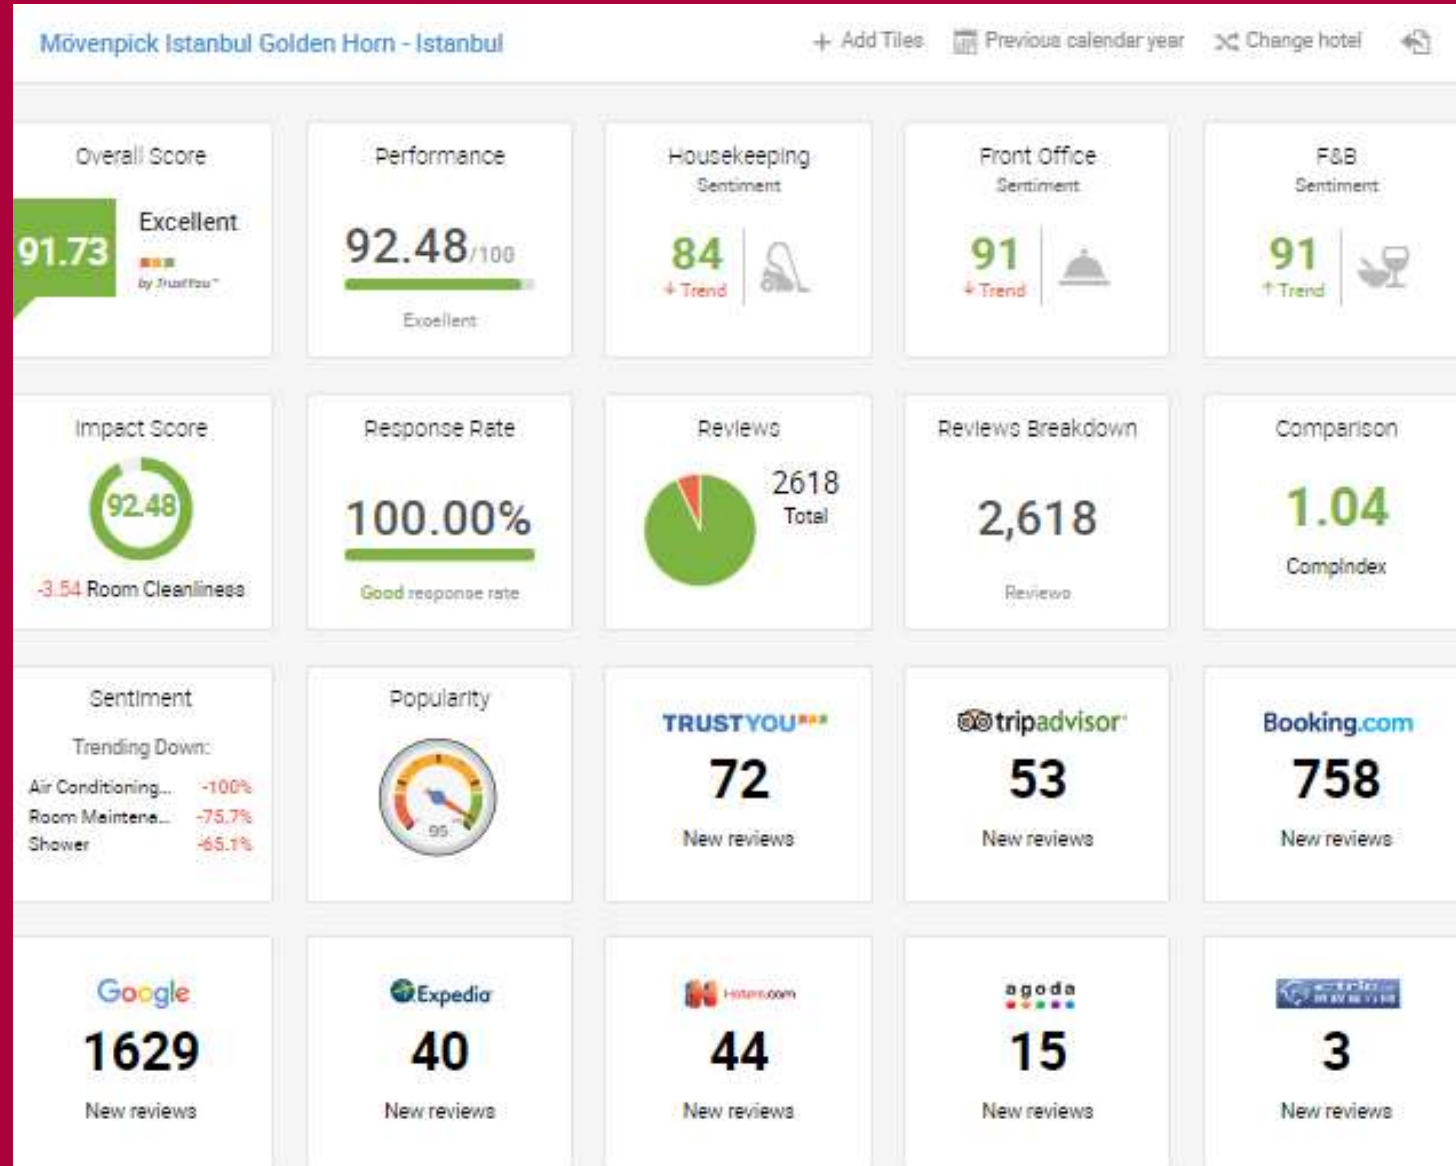 Mövenpick Istanbul Golden Horn - Istanbul
+ Add Tiles
Previous calendar year
Change hotel
Overall Score
91.73
Excellent
by TrustYou™
Performance
92.48/100
Excellent
Housekeeping
Sentiment
84
↓ Trend
Front Office
Sentiment
91
↓ Trend
F&B
Sentiment
91
↑ Trend
Impact Score
92.48
-3.54 Room Cleanliness
Response Rate
100.00%
Good response rate
Reviews
2618
Total
Reviews Breakdown
2,618
Reviews
Comparison
1.04
CompIndex
Sentiment
Trending Down:
Air Conditioning... -100%
Room Maintena... -75.7%
Shower -65.1%
Popularity
95
TRUSTYOU
72
New reviews
tripadvisor
53
New reviews
Booking.com
758
New reviews
Google
1629
New reviews
Expedia
40
New reviews
Hotels.com
44
New reviews
agoda
15
New reviews
3
New reviews